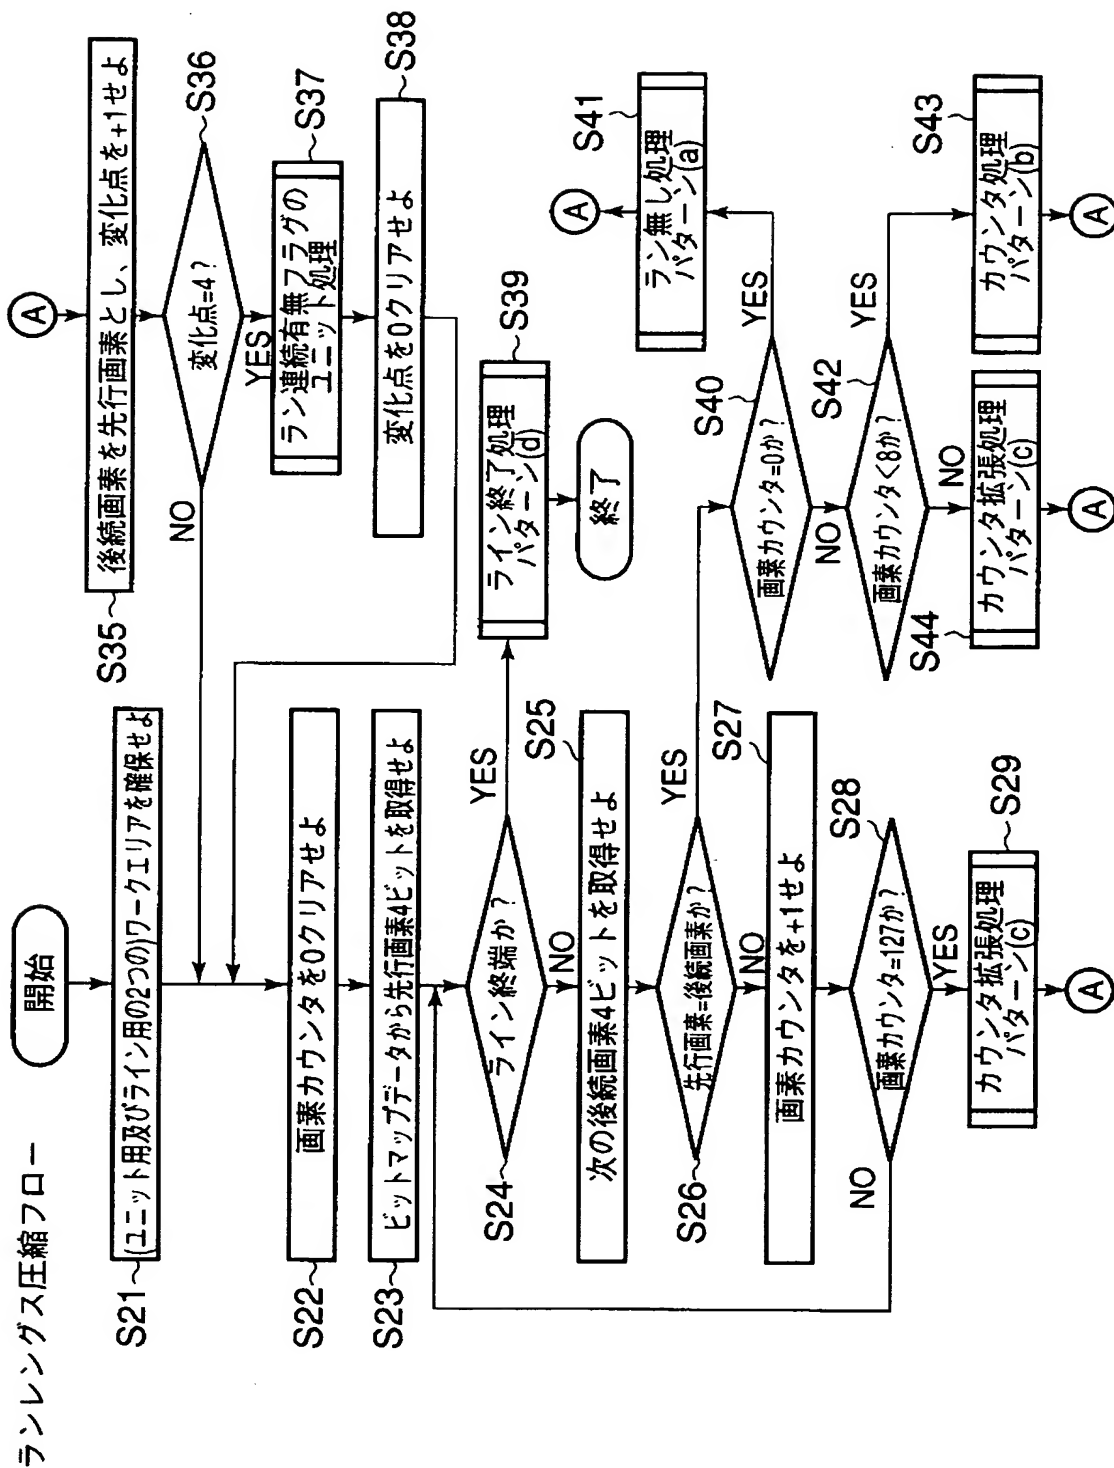 ランレングス圧縮フロー
開始
S21
(ユニット用及びライン用の2つの)ワークエリアを確保せよ
S22
画素カウンタを0クリアせよ
S23
ビットマップデータから先行画素4ビットを取得せよ
S24
ライン終端か?
YES
NO
S25
次の後続画素4ビットを取得せよ
S26
先行画素=後続画素か?
YES
NO
S27
画素カウンタを+1せよ
S28
画素カウンタ=127か?
NO
YES
S29
カウンタ拡張処理
パターン(c)
A
A
S35
後続画素を先行画素とし、変化点を+1せよ
S36
変化点=4?
NO
YES
S37
ラン連続有無フラグの
ユニット処理
S38
変化点を0クリアせよ
S39
ライン終了処理
パターン(d)
終了
S40
画素カウンタ=0か?
YES
NO
S41
ラン無し処理
パターン(a)
A
S42
画素カウンタ<8か?
YES
NO
S43
カウンタ処理
パターン(b)
A
S44
カウンタ拡張処理
パターン(c)
A